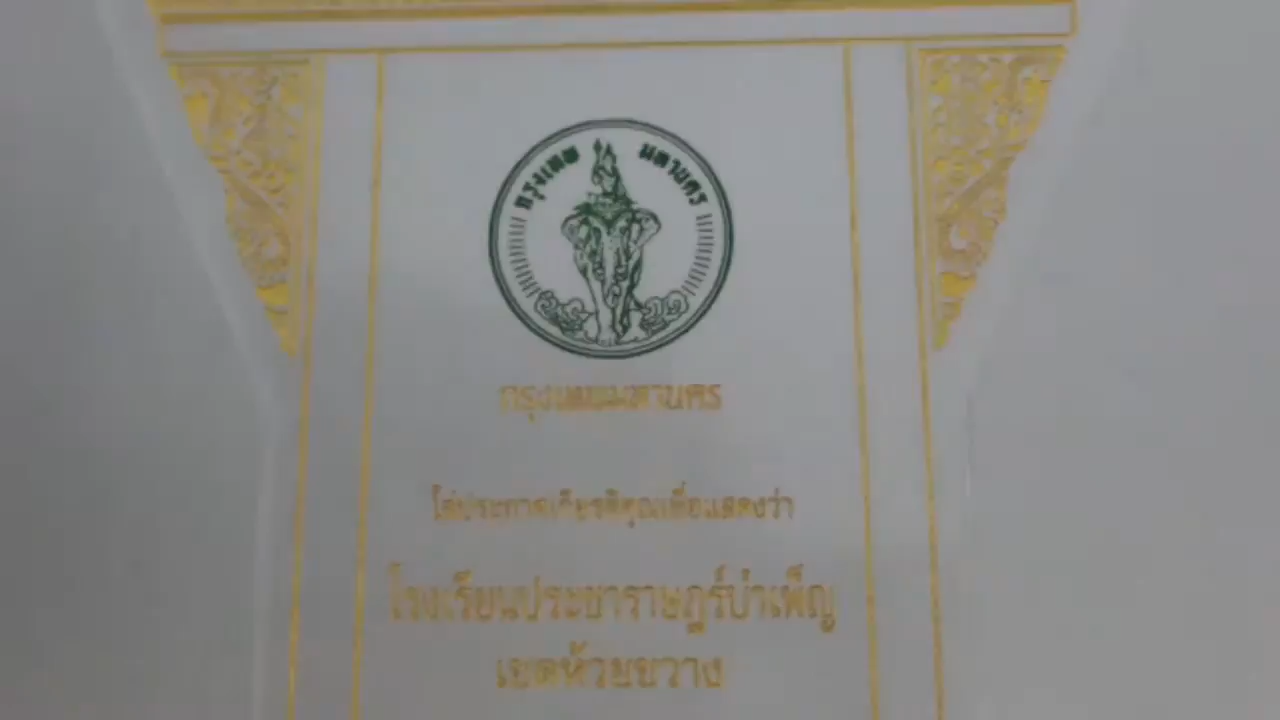 กรุงเทพมหานคร
กรุงเทพมหานคร
ได้ประกาศเกียรติคุณเพื่อแสดงว่า
โรงเรียนประชาราษฎร์บำเพ็ญ
เขตห้วยขวาง